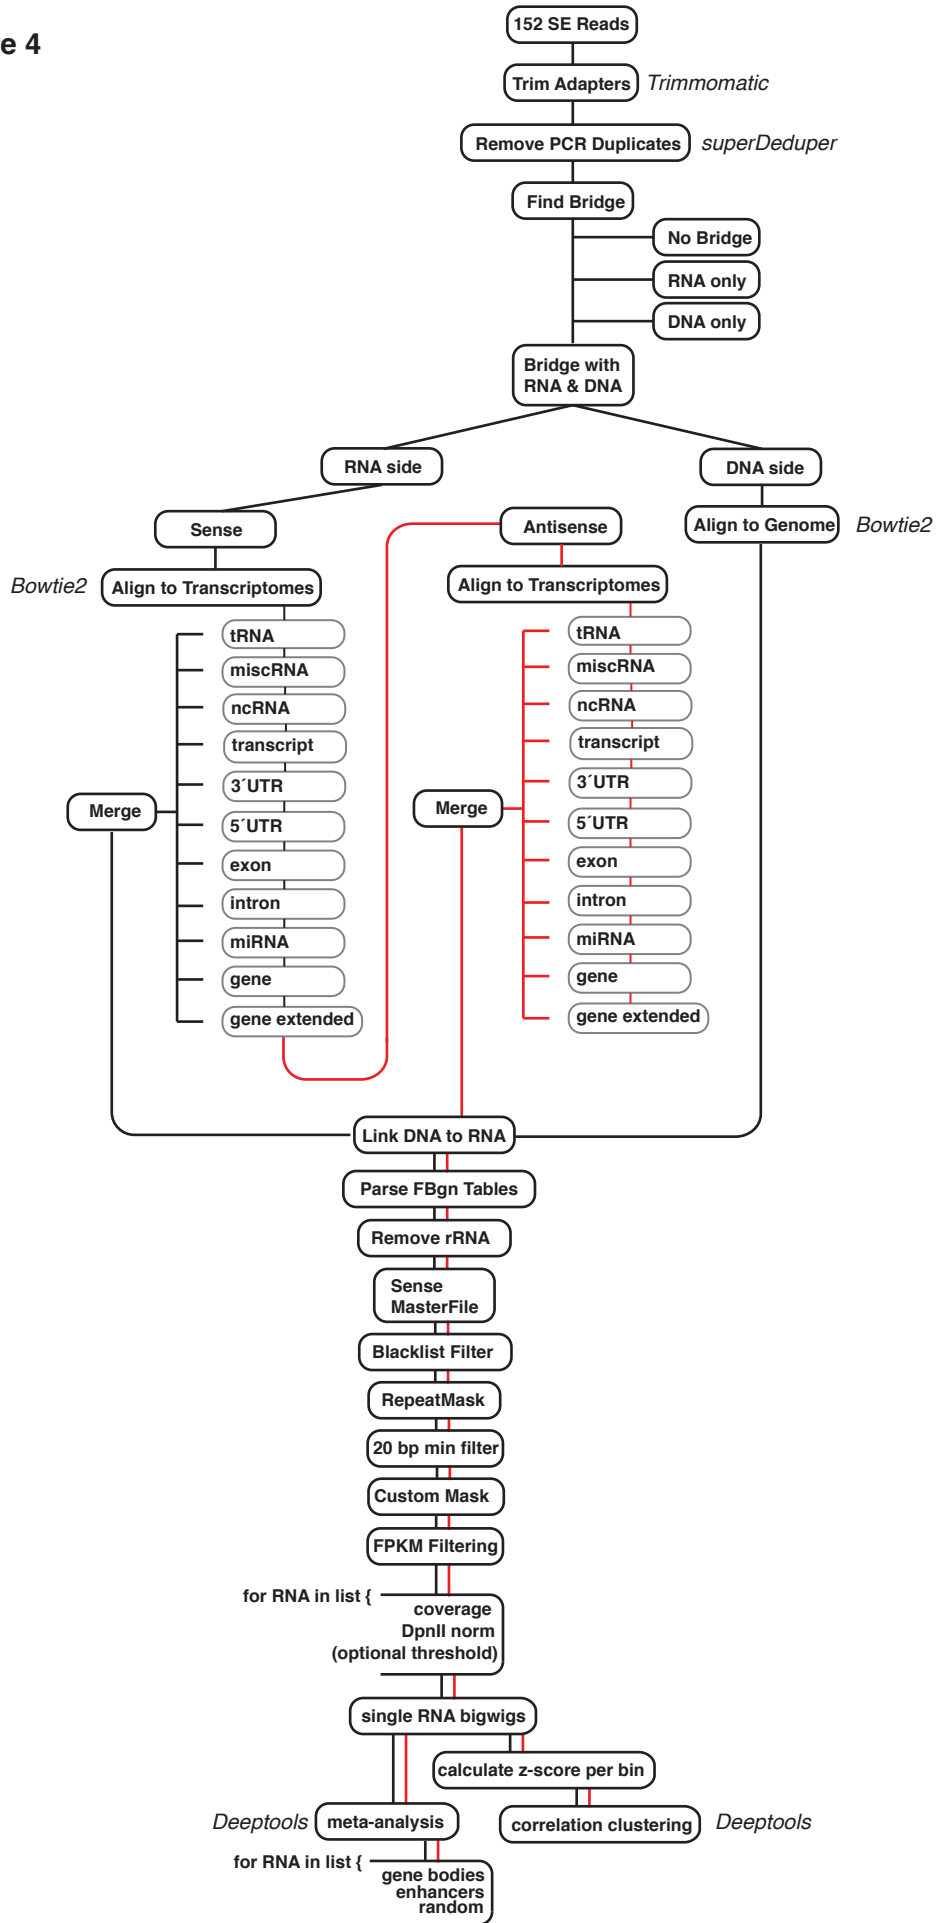 e 4
152 SE Reads
Trim Adapters
Trimmomatic
Remove PCR Duplicates
superDeduper
Find Bridge
No Bridge
RNA only
DNA only
Bridge with
RNA & DNA
RNA side
DNA side
Sense
Antisense
Align to Genome
Bowtie2
Bowtie2
Align to Transcriptomes
Align to Transcriptomes
tRNA
miscRNA
ncRNA
transcript
3´UTR
Merge
5´UTR
exon
intron
miRNA
gene
gene extended
tRNA
miscRNA
ncRNA
transcript
3´UTR
Merge
5´UTR
exon
intron
miRNA
gene
gene extended
Link DNA to RNA
Parse FBgn Tables
Remove rRNA
Sense
MasterFile
Blacklist Filter
RepeatMask
20 bp min filter
Custom Mask
FPKM Filtering
for RNA in list {
coverage
DpnII norm
(optional threshold)
single RNA bigwigs
calculate z-score per bin
Deeptools
meta-analysis
correlation clustering
Deeptools
for RNA in list {
gene bodies
enhancers
random